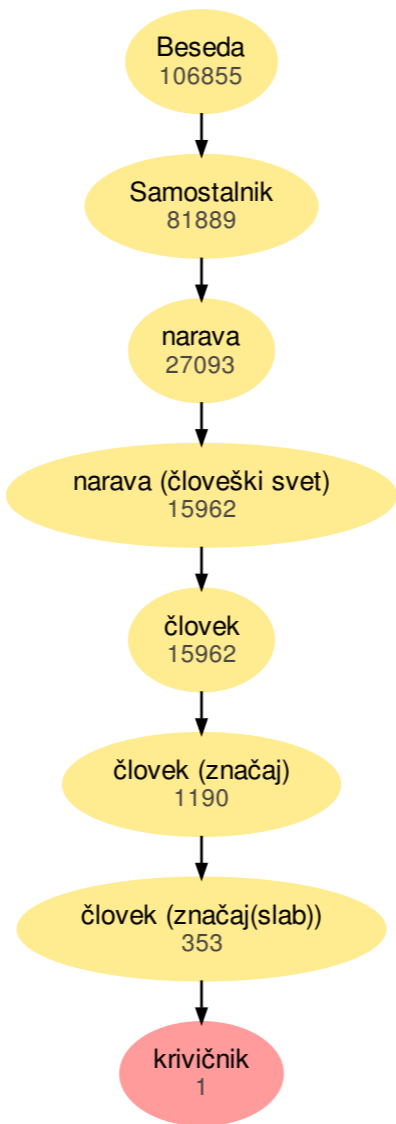 Beseda
106855
Samostalnik
81889
narava
27093
narava (človeški svet)
15962
človek
15962
človek (značaj)
1190
človek (značaj(slab))
353
krivičnik
1